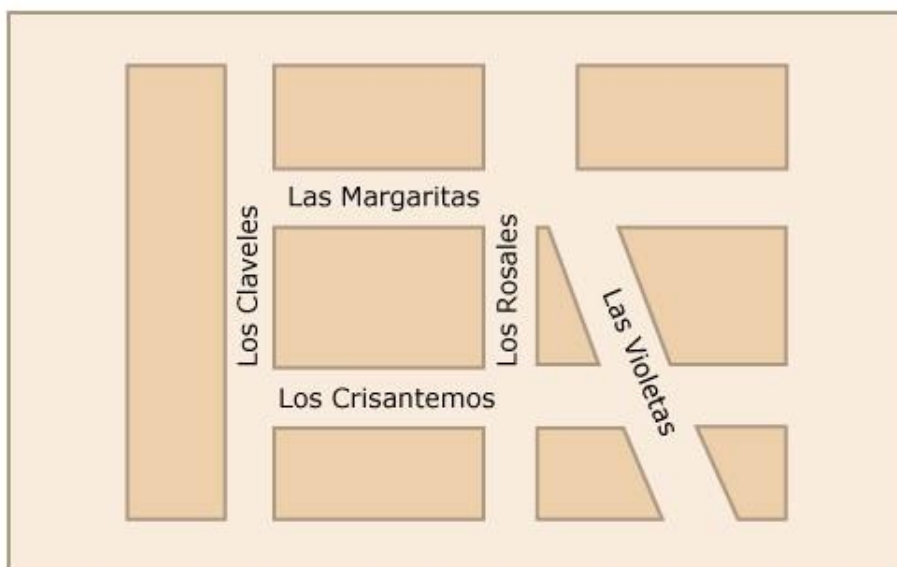 Las Margaritas
Los Claveles
Los Rosales
Las Violetas
Los Crisantemos